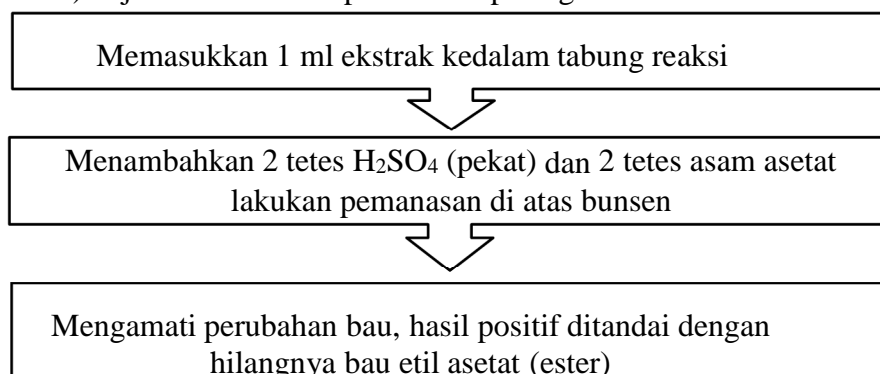 Memasukkan 1 ml ekstrak kedalam tabung reaksi
Menambahkan 2 tetes H₂SO₄ (pekat) dan 2 tetes asam asetat
lakukan pemanasan di atas bunsen
Mengamati perubahan bau, hasil positif ditandai dengan
hilangnya bau etil asetat (ester)